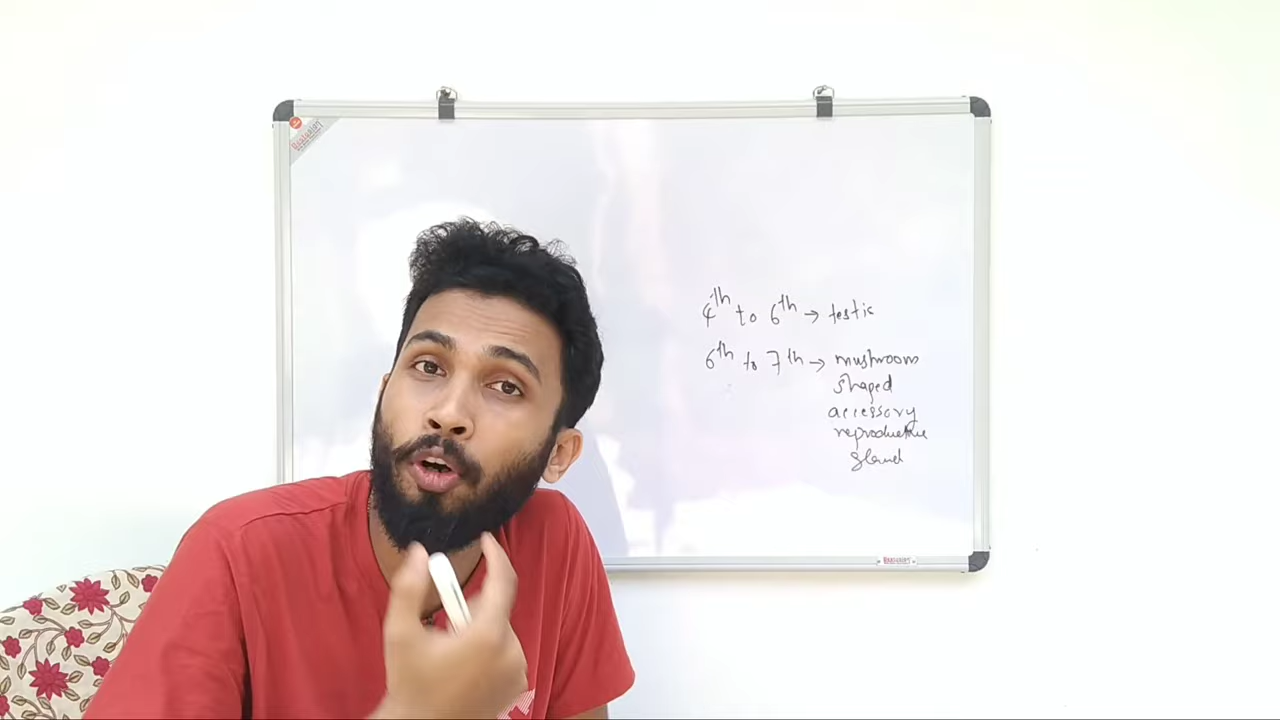 4th to 6th → testis
6th to 7th → mushroom
shaped
accessory
reproductive
gland